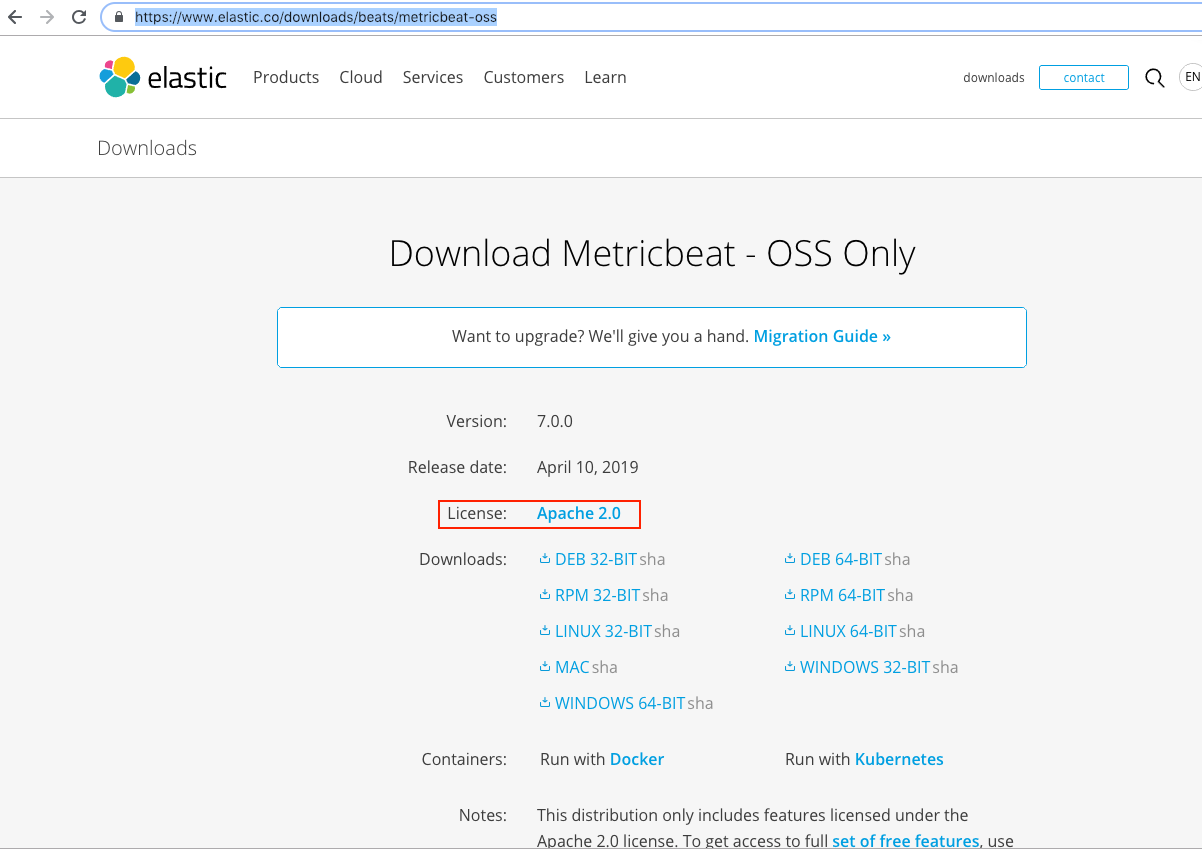 https://www.elastic.co/downloads/beats/metricbeat-oss
elastic Products Cloud Services Customers Learn downloads contact EN
Downloads
Download Metricbeat - OSS Only
Want to upgrade? We'll give you a hand. Migration Guide »
Version: 7.0.0
Release date: April 10, 2019
License: Apache 2.0
Downloads: DEB 32-BIT sha DEB 64-BIT sha
RPM 32-BIT sha RPM 64-BIT sha
LINUX 32-BIT sha LINUX 64-BIT sha
MAC sha WINDOWS 32-BIT sha
WINDOWS 64-BIT sha
Containers: Run with Docker Run with Kubernetes
Notes: This distribution only includes features licensed under the
Apache 2.0 license. To get access to full set of free features, use